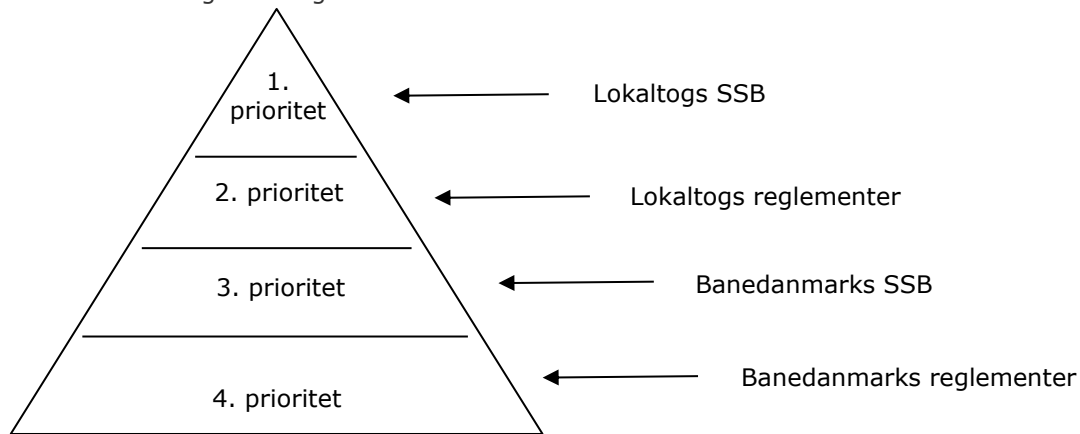 1.
prioritet
Lokaltogs SSB
2. prioritet
Lokaltogs reglementer
3. prioritet
Banedanmarks SSB
4. prioritet
Banedanmarks reglementer